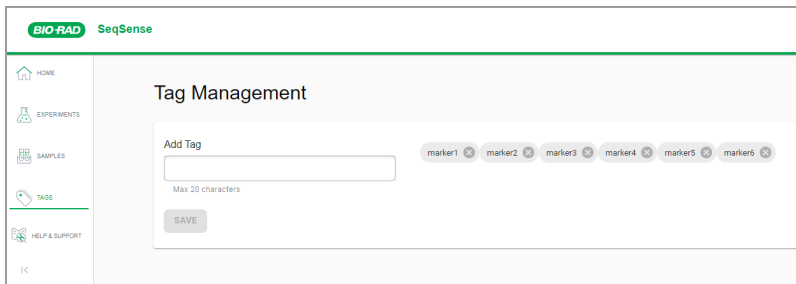 BIO-RAD SeqSense
HOME
EXPERIMENTS
SAMPLES
TAGS
HELP & SUPPORT
Tag Management
Add Tag
Max 20 characters
SAVE
marker1 marker2 marker3 marker4 marker5 marker6